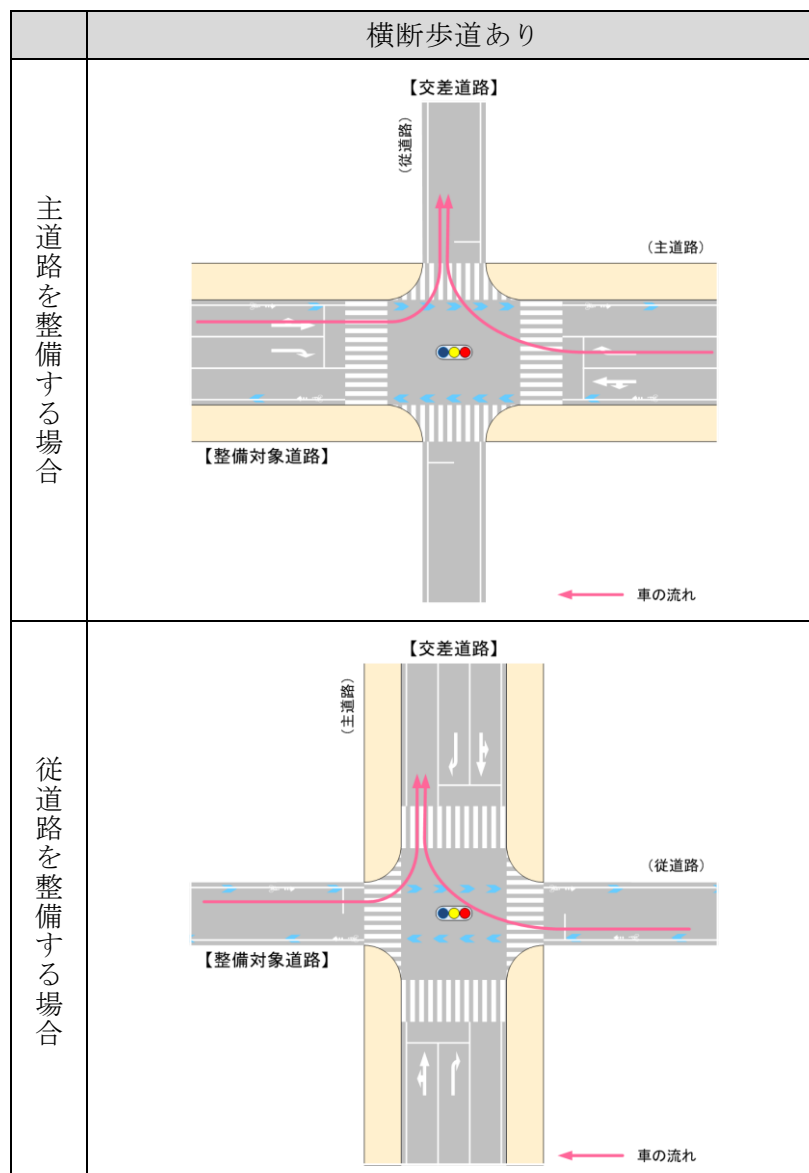 横断歩道あり
主道路を整備する場合
【交差道路】
(従道路)
(主道路)
【整備対象道路】
車の流れ
従道路を整備する場合
【交差道路】
(主道路)
(従道路)
【整備対象道路】
車の流れ